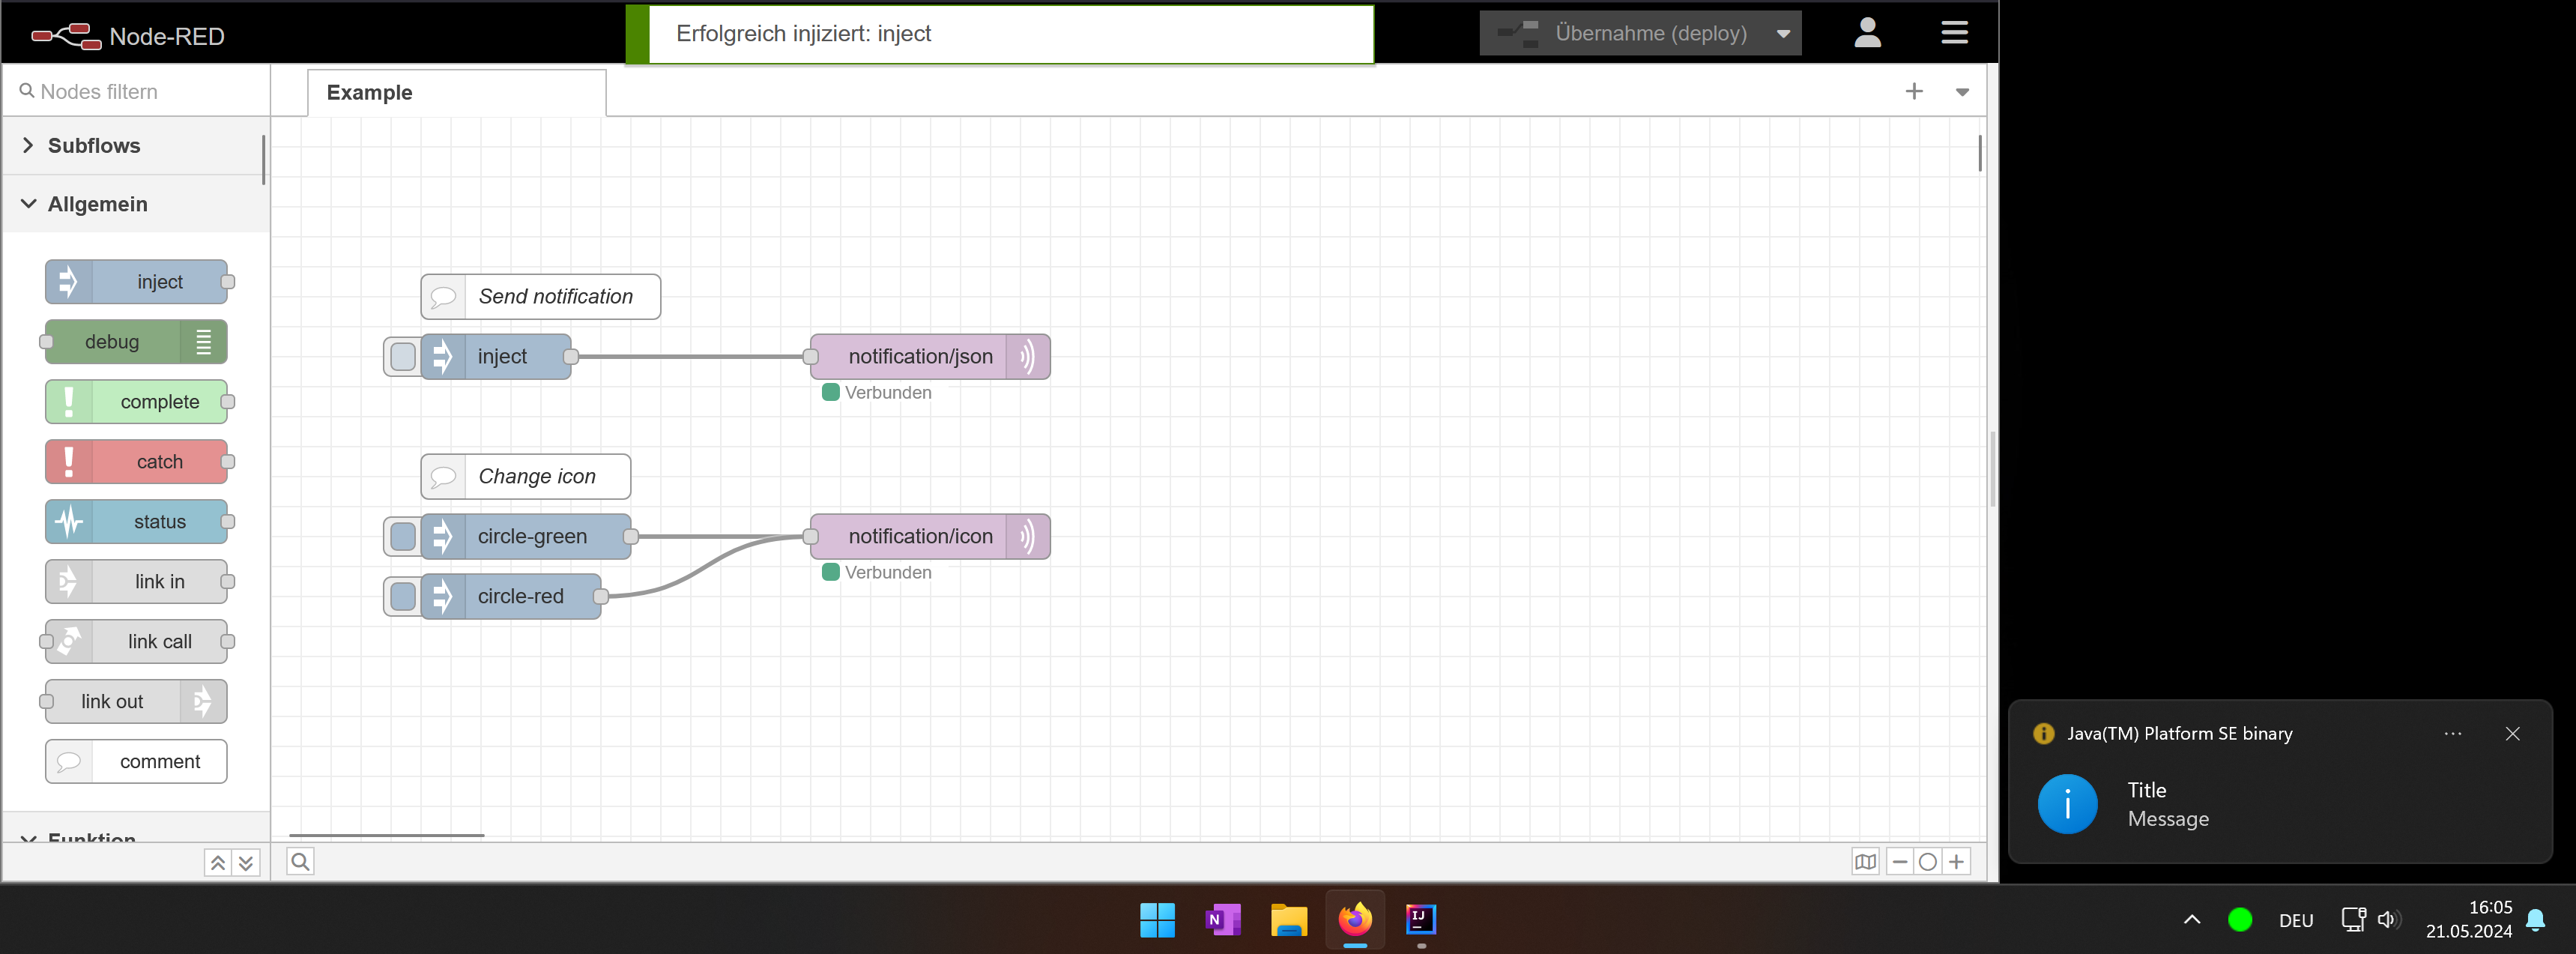 Node-RED
Erfolgreich injiziert: inject
Übernahme (deploy)
Nodes filtern
Example
Subflows
Allgemein
inject
debug
complete
catch
status
link in
link call
link out
comment
Funktion
Send notification
inject
notification/json
Verbunden
Change icon
circle-green
notification/icon
Verbunden
circle-red
Java(TM) Platform SE binary
Title
Message
N
IJ
DEU
16:05
21.05.2024